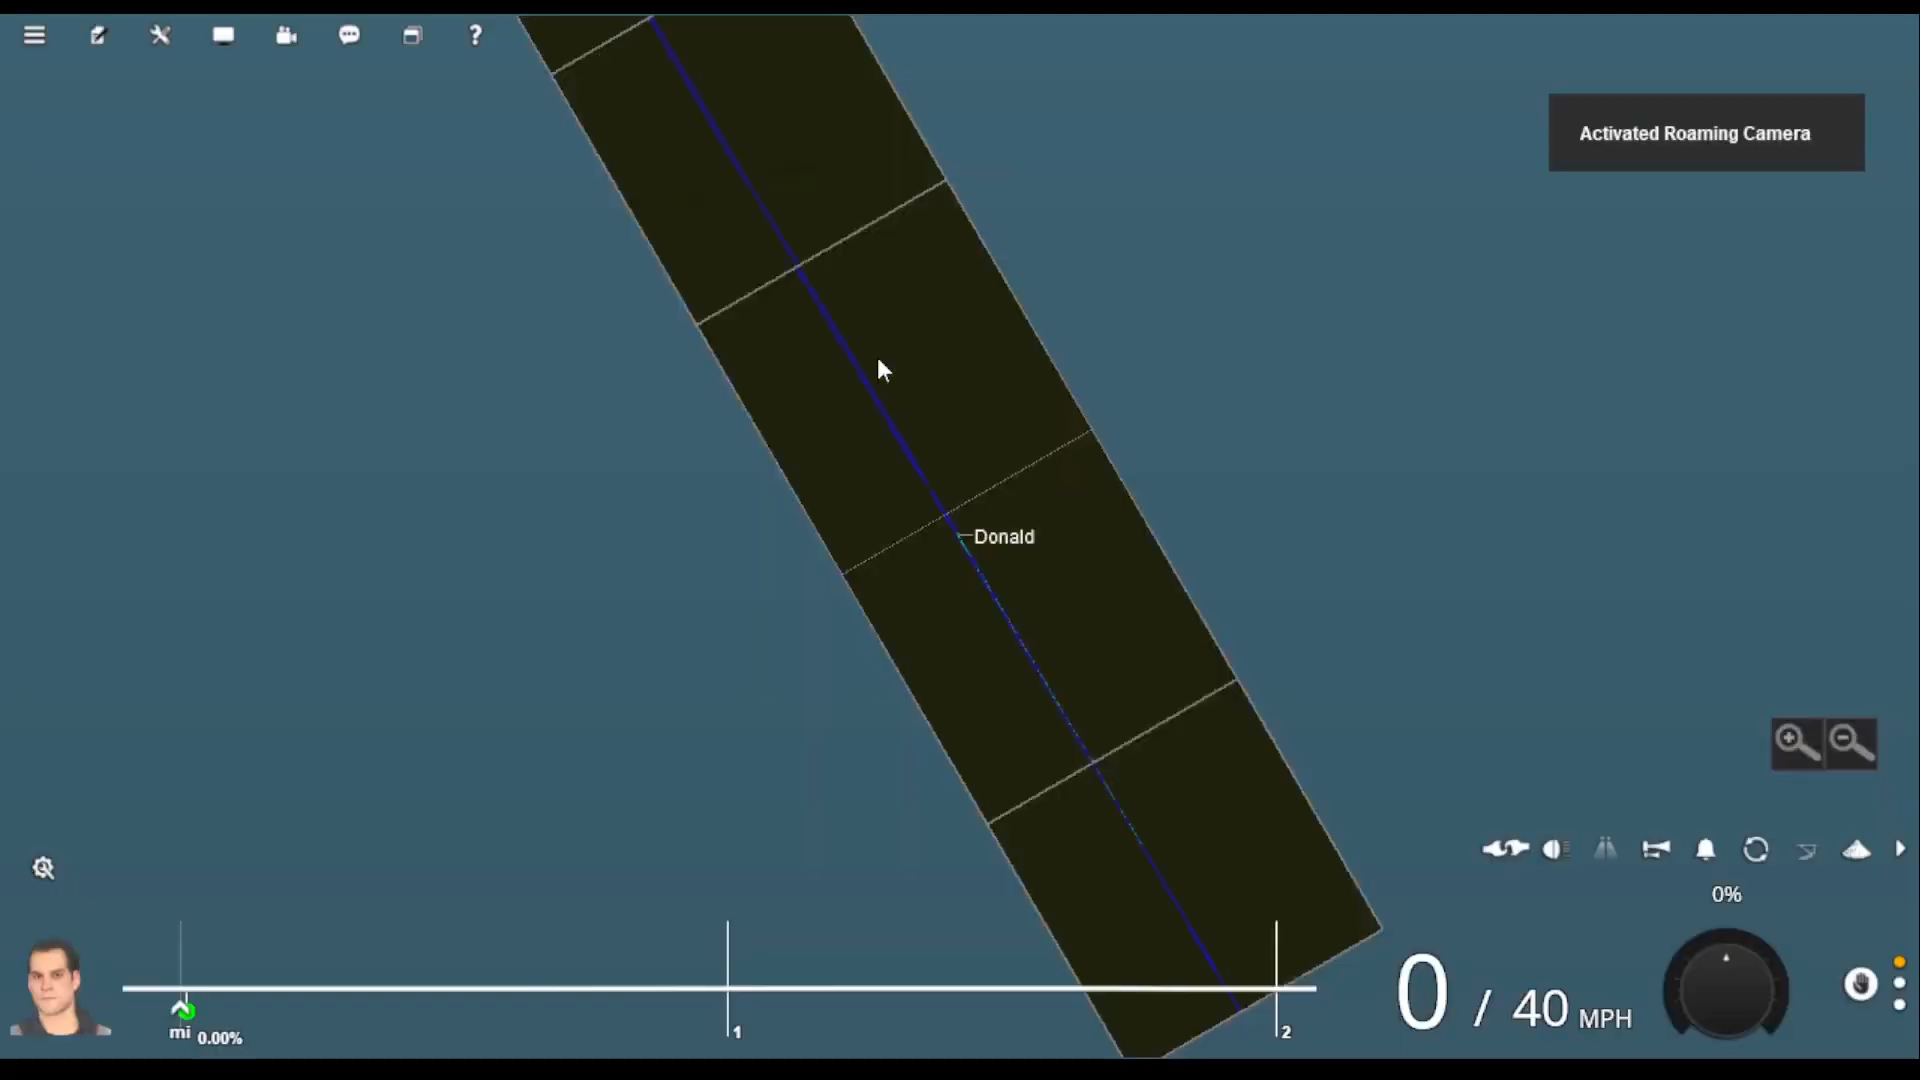 ?
Activated Roaming Camera
Donald
0%
mi 0.00%
1
2
0 / 40 MPH